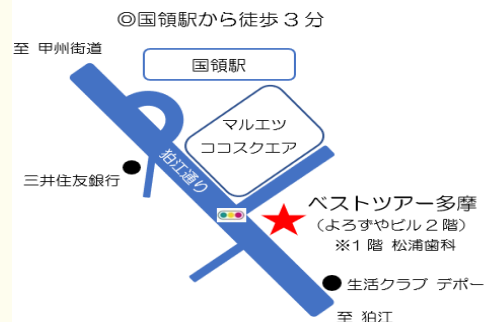 ◎国領駅から徒歩3分
至 甲州街道
国領駅
マルエツ
ココスクエア
狛江通り
三井住友銀行
ベストツアー多摩
（よろずやビル2階）
※1階 松浦歯科
生活クラブ デポー
至 狛江